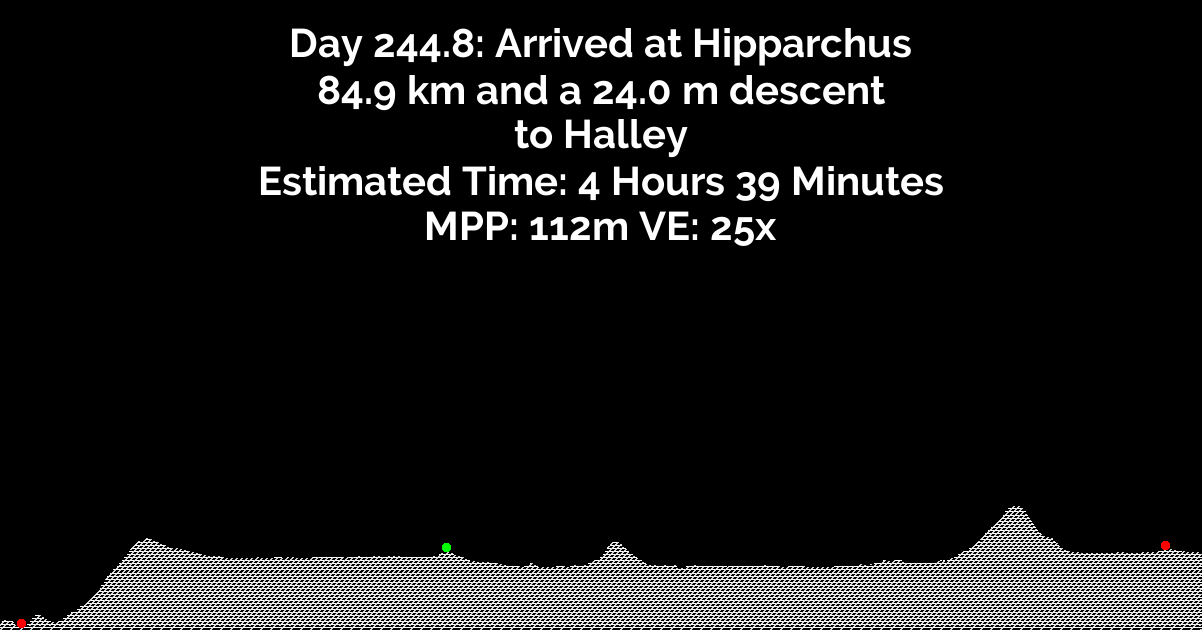 Day 244.8: Arrived at Hipparchus
84.9 km and a 24.0 m descent
to Halley
Estimated Time: 4 Hours 39 Minutes
MPP: 112m VE: 25x